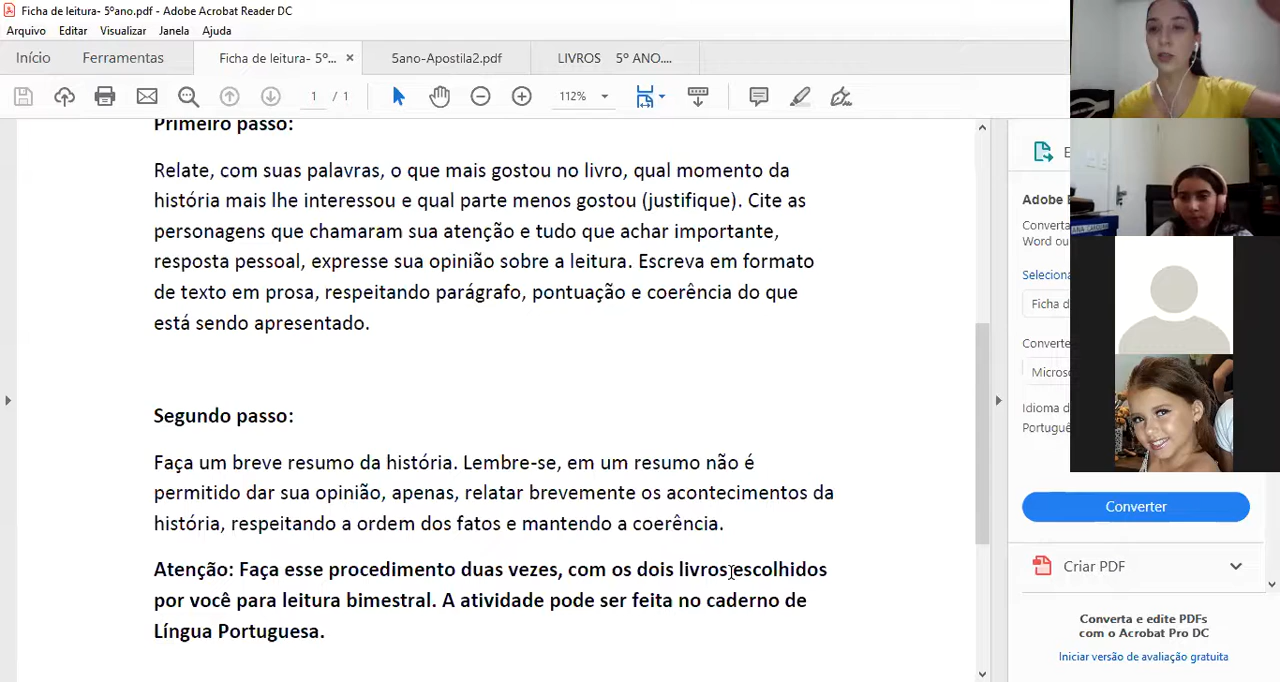 Ficha de leitura- 5ºano.pdf - Adobe Acrobat Reader DC
Arquivo Editar Visualizar Janela Ajuda
Início Ferramentas Ficha de leitura- 5º... × 5ano-Apostila2.pdf LIVROS 5º ANO....
1 / 1 112%
Primeiro passo:
Relate, com suas palavras, o que mais gostou no livro, qual momento da
história mais lhe interessou e qual parte menos gostou (justifique). Cite as
personagens que chamaram sua atenção e tudo que achar importante,
resposta pessoal, expresse sua opinião sobre a leitura. Escreva em formato
de texto em prosa, respeitando parágrafo, pontuação e coerência do que
está sendo apresentado.
Segundo passo:
Faça um breve resumo da história. Lembre-se, em um resumo não é
permitido dar sua opinião, apenas, relatar brevemente os acontecimentos da
história, respeitando a ordem dos fatos e mantendo a coerência.
Atenção: Faça esse procedimento duas vezes, com os dois livros escolhidos
por você para leitura bimestral. A atividade pode ser feita no caderno de
Língua Portuguesa.
Adobe
Converta
Word ou
Seleciona
Ficha d
Converte
Micros
Idioma d
Portugu
Converter
Criar PDF
Converta e edite PDFs
com o Acrobat Pro DC
Iniciar versão de avaliação gratuita